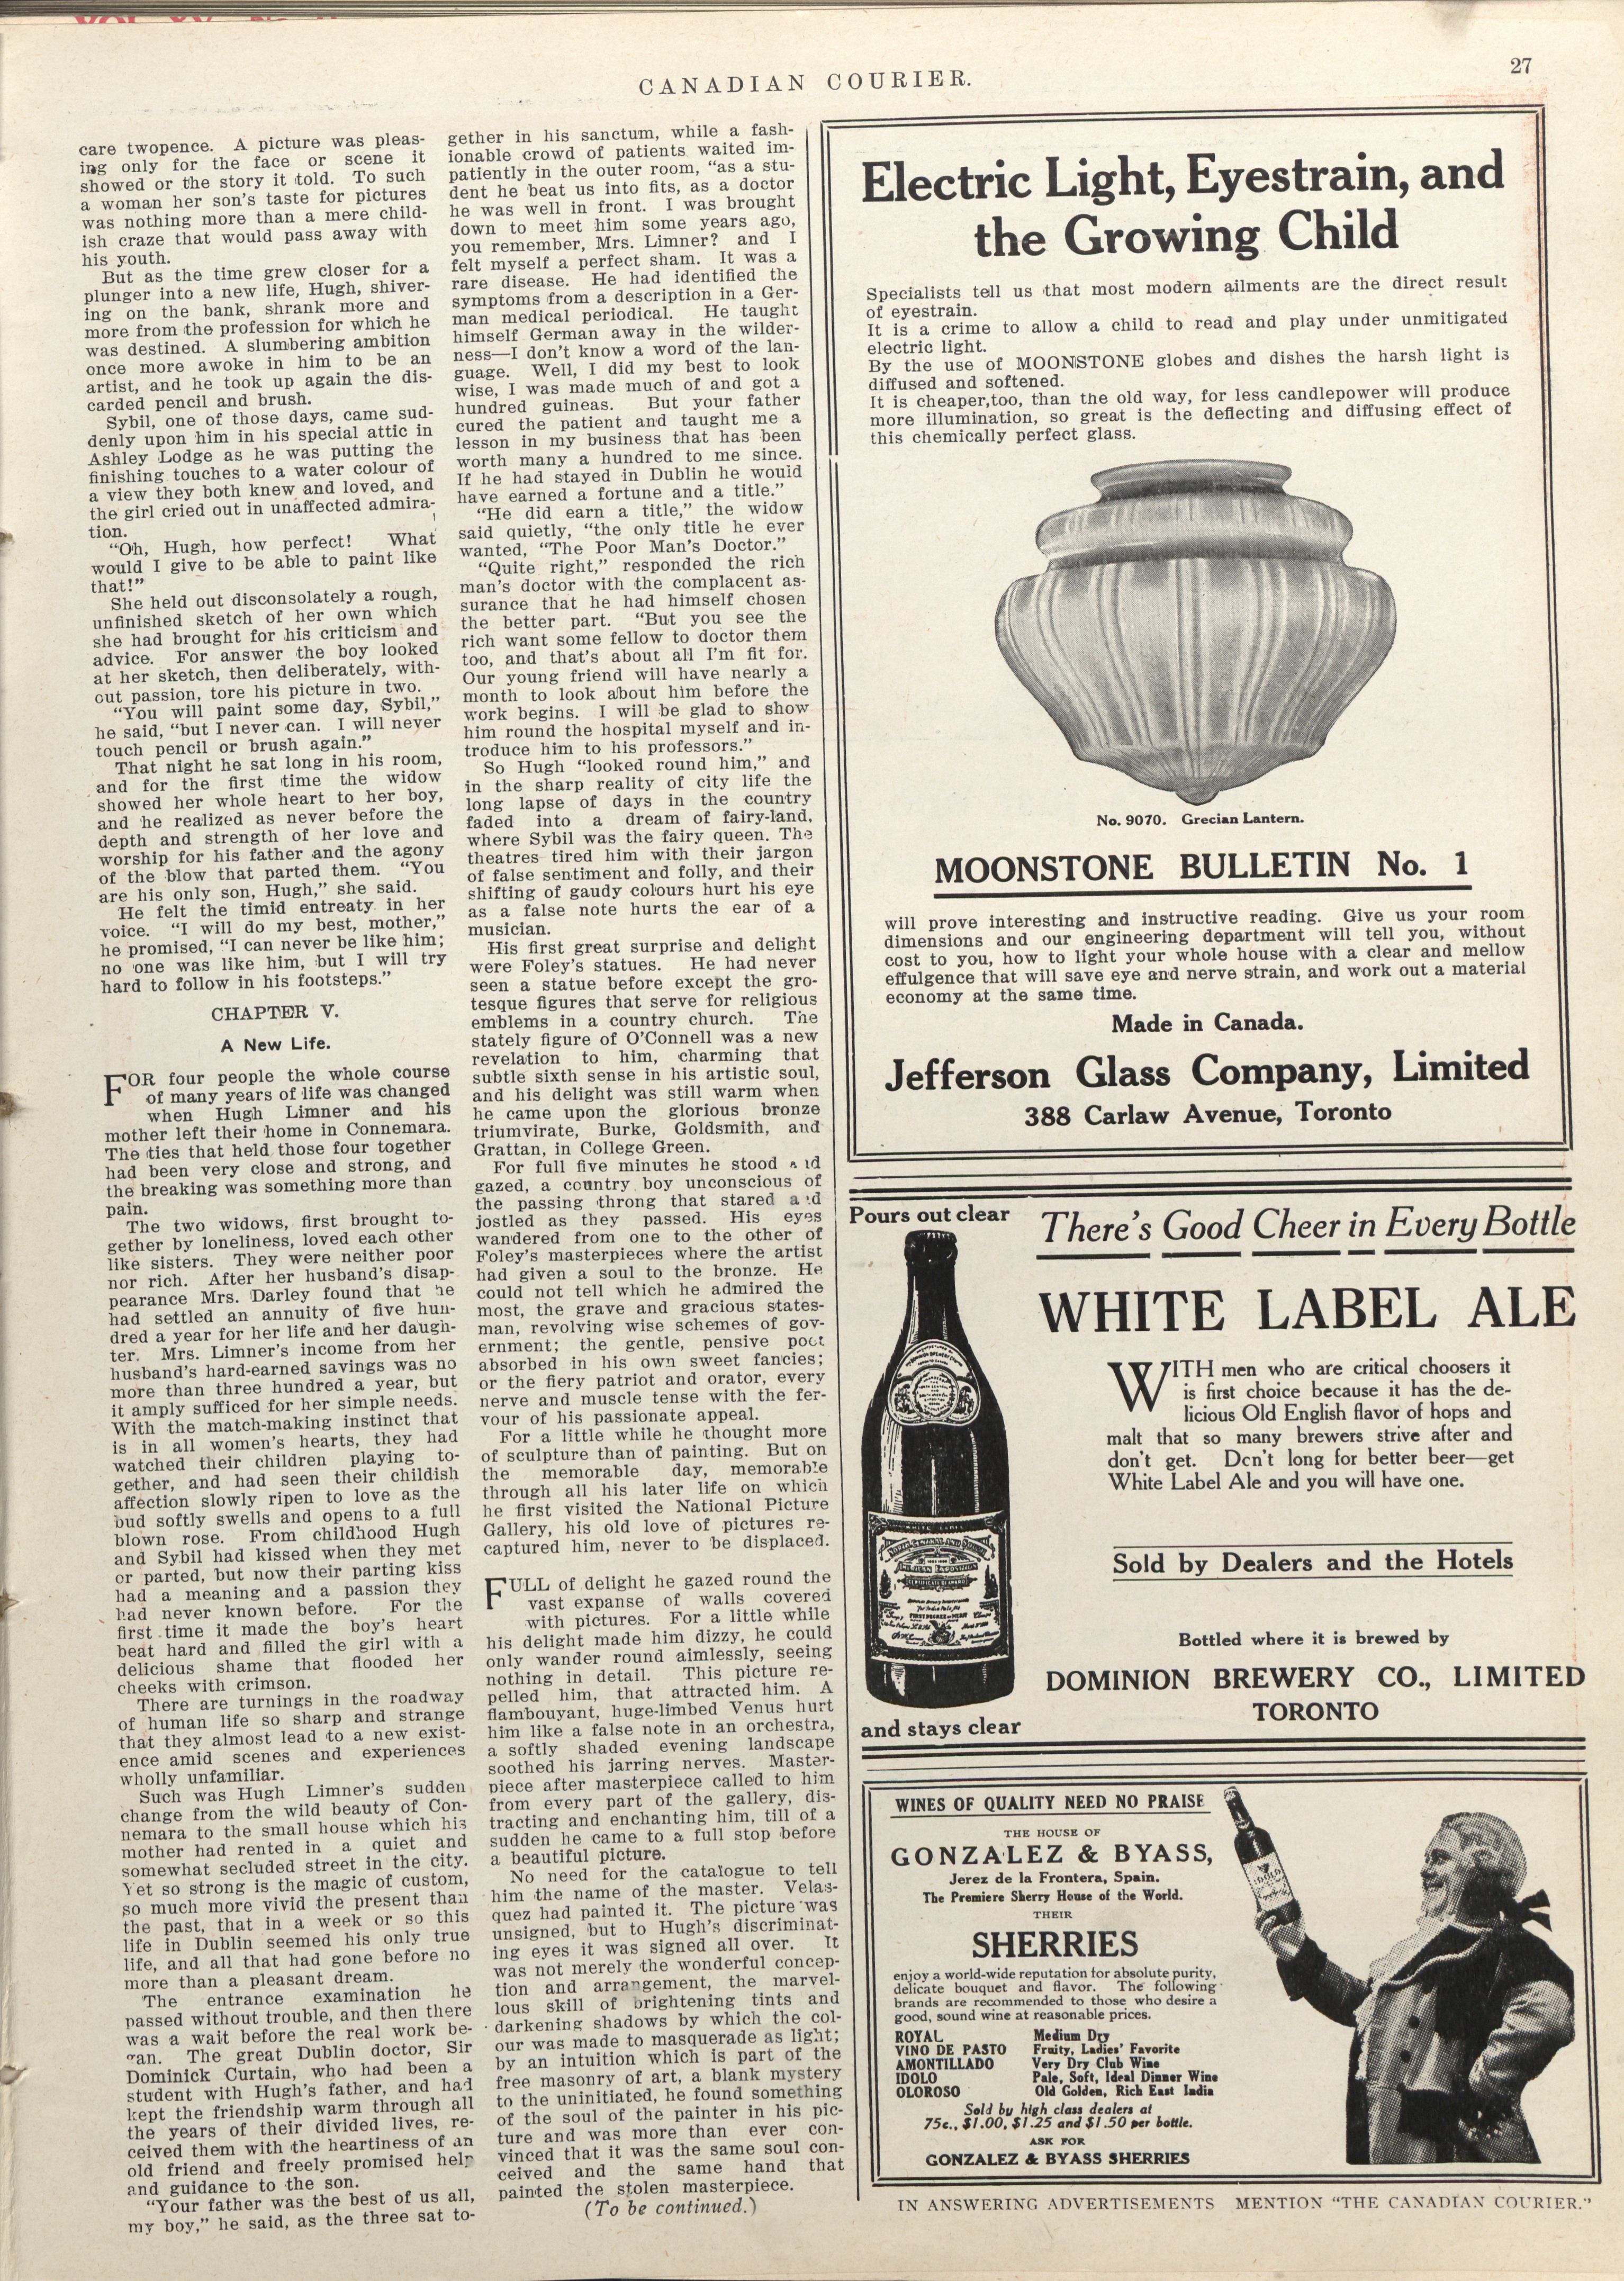 CANADIAN COURIER.
27
care twopence. A picture was pleas-
ing only for the face or scene it
showed or the story it told. To such
a woman her son's taste for pictures
was nothing more than a mere child-
ish craze that would pass away with
his youth.
But as the time grew closer for a
plunger into a new life, Hugh, shiver-
ing on the bank, shrank more and
more from the profession for which he
was destined. A slumbering ambition
once more awoke in him to be an
artist, and he took up again the dis-
carded pencil and brush.
Sybil, one of those days, came sud-
denly upon him in his special attic in
Ashley Lodge as he was putting the
finishing touches to a water colour of
a view they both knew and loved, and
the girl cried out in unaffected admira-
tion.
"Oh, Hugh, how perfect! What
would I give to be able to paint like
that!"
She held out disconsolately a rough,
unfinished sketch of her own which
she had brought for his criticism and
advice. For answer the boy looked
at her sketch, then deliberately, with-
out passion, tore his picture in two.
"You will paint some day, Sybil,"
he said, "but I never can. I will never
touch pencil or brush again."
That night he sat long in his room,
and for the first time the widow
showed her whole heart to her boy,
and he realized as never before the
depth and strength of her love and
worship for his father and the agony
of the blow that parted them. "You
are his only son, Hugh," she said.
He felt the timid entreaty in her
voice. "I will do my best, mother,"
he promised, "I can never be like him;
no one was like him, but I will try
hard to follow in his footsteps."
CHAPTER V.
A New Life.
FOR four people the whole course
of many years of life was changed
when Hugh Limner and his
mother left their home in Connemara.
The ties that held those four together
had been very close and strong, and
the breaking was something more than
pain.
The two widows, first brought to-
gether by loneliness, loved each other
like sisters. They were neither poor
nor rich. After her husband's disap-
pearance Mrs. Darley found that he
had settled an annuity of five hun-
dred a year for her life and her daugh-
ter. Mrs. Limner's income from her
husband's hard-earned savings was no
more than three hundred a year, but
it amply sufficed for her simple needs.
With the match-making instinct that
is in all women's hearts, they had
watched their children playing to-
gether, and had seen their childish
affection slowly ripen to love as the
bud softly swells and opens to a full
blown rose. From childhood Hugh
and Sybil had kissed when they met
or parted, but now their parting kiss
had a meaning and a passion they
had never known before. For the
first time it made the boy's heart
beat hard and filled the girl with a
delicious shame that flooded her
cheeks with crimson.
There are turnings in the roadway
of human life so sharp and strange
that they almost lead to a new exist-
ence amid scenes and experiences
wholly unfamiliar.
Such was Hugh Limner's sudden
change from the wild beauty of Con-
nemara to the small house which his
mother had rented in a quiet and
somewhat secluded street in the city.
Yet so strong is the magic of custom,
so much more vivid the present than
the past, that in a week or so this
life in Dublin seemed his only true
life, and all that had gone before no
more than a pleasant dream.
The entrance examination he
passed without trouble, and then there
was a wait before the real work be-
gan. The great Dublin doctor, Sir
Dominick Curtain, who had been a
student with Hugh's father, and had
kept the friendship warm through all
the years of their divided lives, re-
ceived them with the heartiness of an
old friend and freely promised help
and guidance to the son.
"Your father was the best of us all,
my boy," he said, as the three sat to-
gether in his sanctum, while a fash-
ionable crowd of patients waited im-
patiently in the outer room, "as a stu-
dent he beat us into fits, as a doctor
he was well in front. I was brought
down to meet him some years ago,
you remember, Mrs. Limner? and I
felt myself a perfect sham. It was a
rare disease. He had identified the
symptoms from a description in a Ger-
man medical periodical. He taught
himself German away in the wilder-
ness—I don't know a word of the lan-
guage. Well, I did my best to look
wise, I was made much of and got a
hundred guineas. But your father
cured the patient and taught me a
lesson in my business that has been
worth many a hundred to me since.
If he had stayed in Dublin he would
have earned a fortune and a title."
"He did earn a title," the widow
said quietly, "the only title he ever
wanted, "The Poor Man's Doctor."
"Quite right," responded the rich
man's doctor with the complacent as-
surance that he had himself chosen
the better part. "But you see the
rich want some fellow to doctor them
too, and that's about all I'm fit for.
Our young friend will have nearly a
month to look about him before the
work begins. I will be glad to show
him round the hospital myself and in-
troduce him to his professors."
So Hugh "looked round him," and
in the sharp reality of city life the
long lapse of days in the country
faded into a dream of fairy-land,
where Sybil was the fairy queen. The
theatres tired him with their jargon
of false sentiment and folly, and their
shifting of gaudy colours hurt his eye
as a false note hurts the ear of a
musician.
His first great surprise and delight
were Foley's statues. He had never
seen a statue before except the gro-
tesque figures that serve for religious
emblems in a country church. The
stately figure of O'Connell was a new
revelation to him, charming that
subtle sixth sense in his artistic soul,
and his delight was still warm when
he came upon the glorious bronze
triumvirate, Burke, Goldsmith, and
Grattan, in College Green.
For full five minutes he stood and
gazed, a country boy unconscious of
the passing throng that stared and
jostled as they passed. His eyes
wandered from one to the other of
Foley's masterpieces where the artist
had given a soul to the bronze. He
could not tell which he admired the
most, the grave and gracious states-
man, revolving wise schemes of gov-
ernment; the gentle, pensive poet
absorbed in his own sweet fancies;
or the fiery patriot and orator, every
nerve and muscle tense with the fer-
vour of his passionate appeal.
For a little while he thought more
of sculpture than of painting. But on
the memorable day, memorable
through all his later life on which
he first visited the National Picture
Gallery, his old love of pictures re-
captured him, never to be displaced.
FULL of delight he gazed round the
vast expanse of walls covered
with pictures. For a little while
his delight made him dizzy, he could
only wander round aimlessly, seeing
nothing in detail. This picture re-
pelled him, that attracted him. A
flambouyant, huge-limbed Venus hurt
him like a false note in an orchestra,
a softly shaded evening landscape
soothed his jarring nerves. Master-
piece after masterpiece called to him
from every part of the gallery, dis-
tracting and enchanting him, till of a
sudden he came to a full stop before
a beautiful picture.
No need for the catalogue to tell
him the name of the master. Velas-
quez had painted it. The picture was
unsigned, but to Hugh's discriminat-
ing eyes it was signed all over. It
was not merely the wonderful concep-
tion and arrangement, the marvel-
lous skill of brightening tints and
darkening shadows by which the col-
our was made to masquerade as light;
by an intuition which is part of the
free masonry of art, a blank mystery
to the uninitiated, he found something
of the soul of the painter in his pic-
ture and was more than ever con-
vinced that it was the same soul con-
ceived and the same hand that
painted the stolen masterpiece.
(To be continued.)
Electric Light, Eyestrain, and
the Growing Child
Specialists tell us that most modern ailments are the direct result
of eyestrain.
It is a crime to allow a child to read and play under unmitigated
electric light.
By the use of MOONSTONE globes and dishes the harsh light is
diffused and softened.
It is cheaper,too, than the old way, for less candlepower will produce
more illumination, so great is the deflecting and diffusing effect of
this chemically perfect glass.
No. 9070. Grecian Lantern.
MOONSTONE BULLETIN No. 1
will prove interesting and instructive reading. Give us your room
dimensions and our engineering department will tell you, without
cost to you, how to light your whole house with a clear and mellow
effulgence that will save eye and nerve strain, and work out a material
economy at the same time.
Made in Canada.
Jefferson Glass Company, Limited
388 Carlaw Avenue, Toronto
Pours out clear
and stays clear
There's Good Cheer in Every Bottle
WHITE LABEL ALE
WITH men who are critical choosers it
is first choice because it has the de-
licious Old English flavor of hops and
malt that so many brewers strive after and
don't get. Don't long for better beer—get
White Label Ale and you will have one.
Sold by Dealers and the Hotels
Bottled where it is brewed by
DOMINION BREWERY CO., LIMITED
TORONTO
WINES OF QUALITY NEED NO PRAISE
THE HOUSE OF
GONZALEZ & BYASS,
Jerez de la Frontera, Spain.
The Premiere Sherry House of the World.
THEIR
SHERRIES
enjoy a world-wide reputation for absolute purity,
delicate bouquet and flavor. The following
brands are recommended to those who desire a
good, sound wine at reasonable prices.
ROYAL Medium Dry
VINO DE PASTO Fruity, Ladies' Favorite
AMONTILLADO Very Dry Club Wine
IDOLO Pale, Soft, Ideal Dinner Wine
OLOROSO Old Golden, Rich East India
Sold by high class dealers at
75c., $1.00, $1.25 and $1.50 per bottle.
ASK FOR
GONZALEZ & BYASS SHERRIES
IN ANSWERING ADVERTISEMENTS MENTION "THE CANADIAN COURIER."